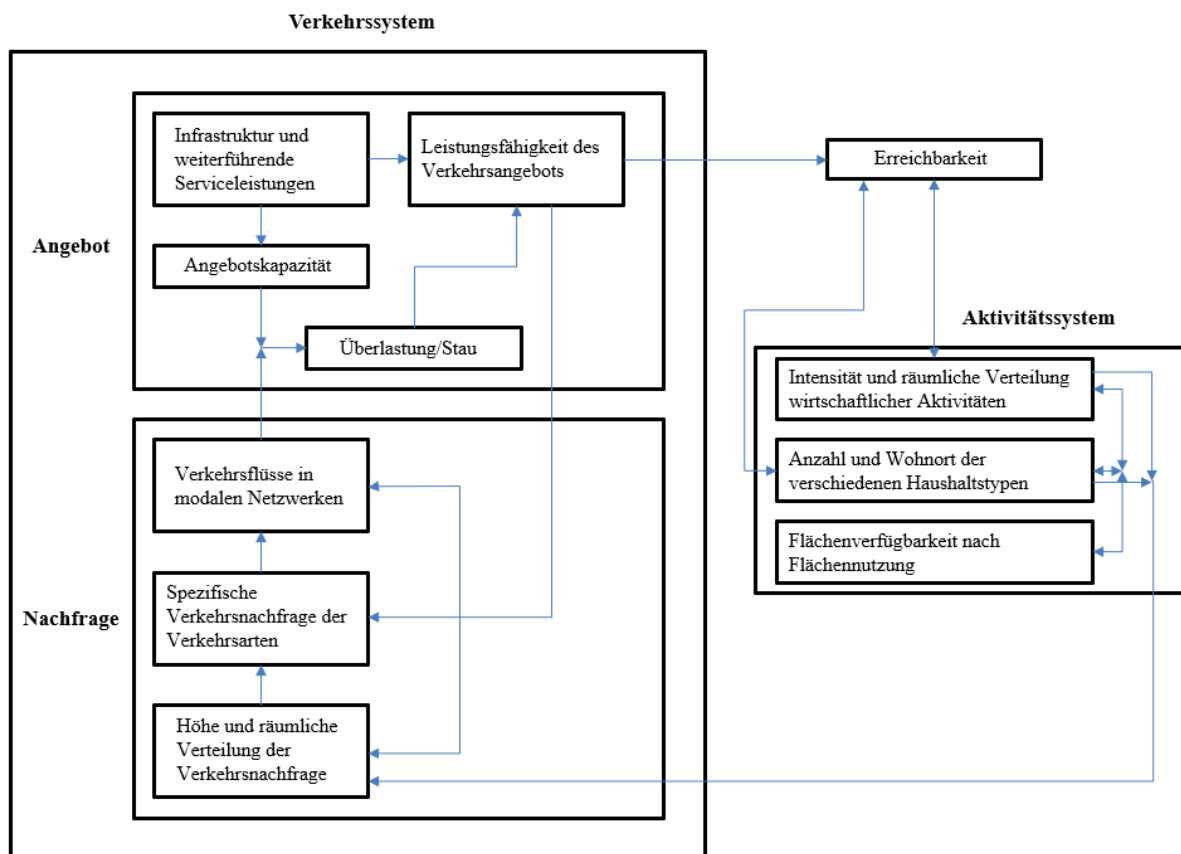 Verkehrssystem
Angebot
Infrastruktur und
weiterführende
Serviceleistungen
Leistungsfähigkeit des
Verkehrsangebots
Angebotskapazität
Überlastung/Stau
Nachfrage
Verkehrsflüsse in
modalen Netzwerken
Spezifische
Verkehrsnachfrage der
Verkehrsarten
Höhe und räumliche
Verteilung der
Verkehrsnachfrage
Erreichbarkeit
Aktivitätssystem
Intensität und räumliche Verteilung
wirtschaftlicher Aktivitäten
Anzahl und Wohnort der
verschiedenen Haushaltstypen
Flächenverfügbarkeit nach
Flächennutzung